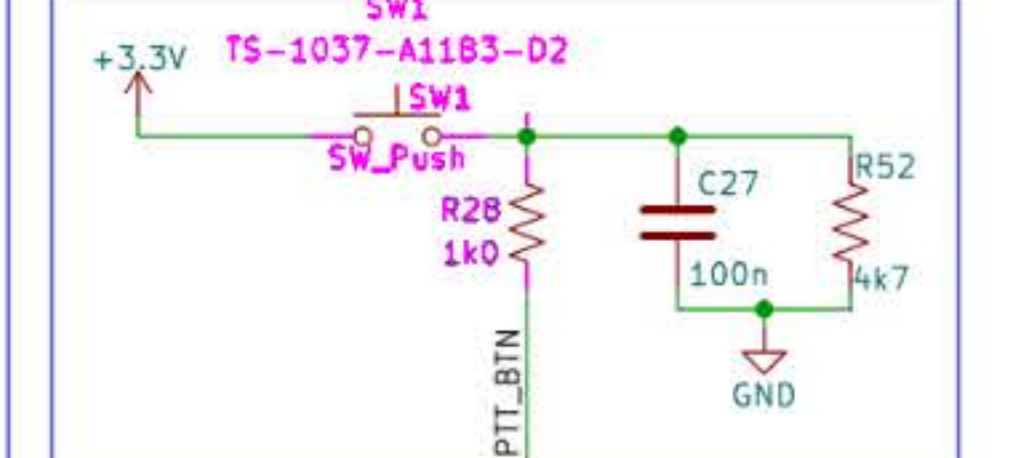 SW1
+3.3V
TS-1037-A11B3-D2
SW1
SW_Push
R28
1k0
C27
100n
R52
4k7
PTT_BTN
GND